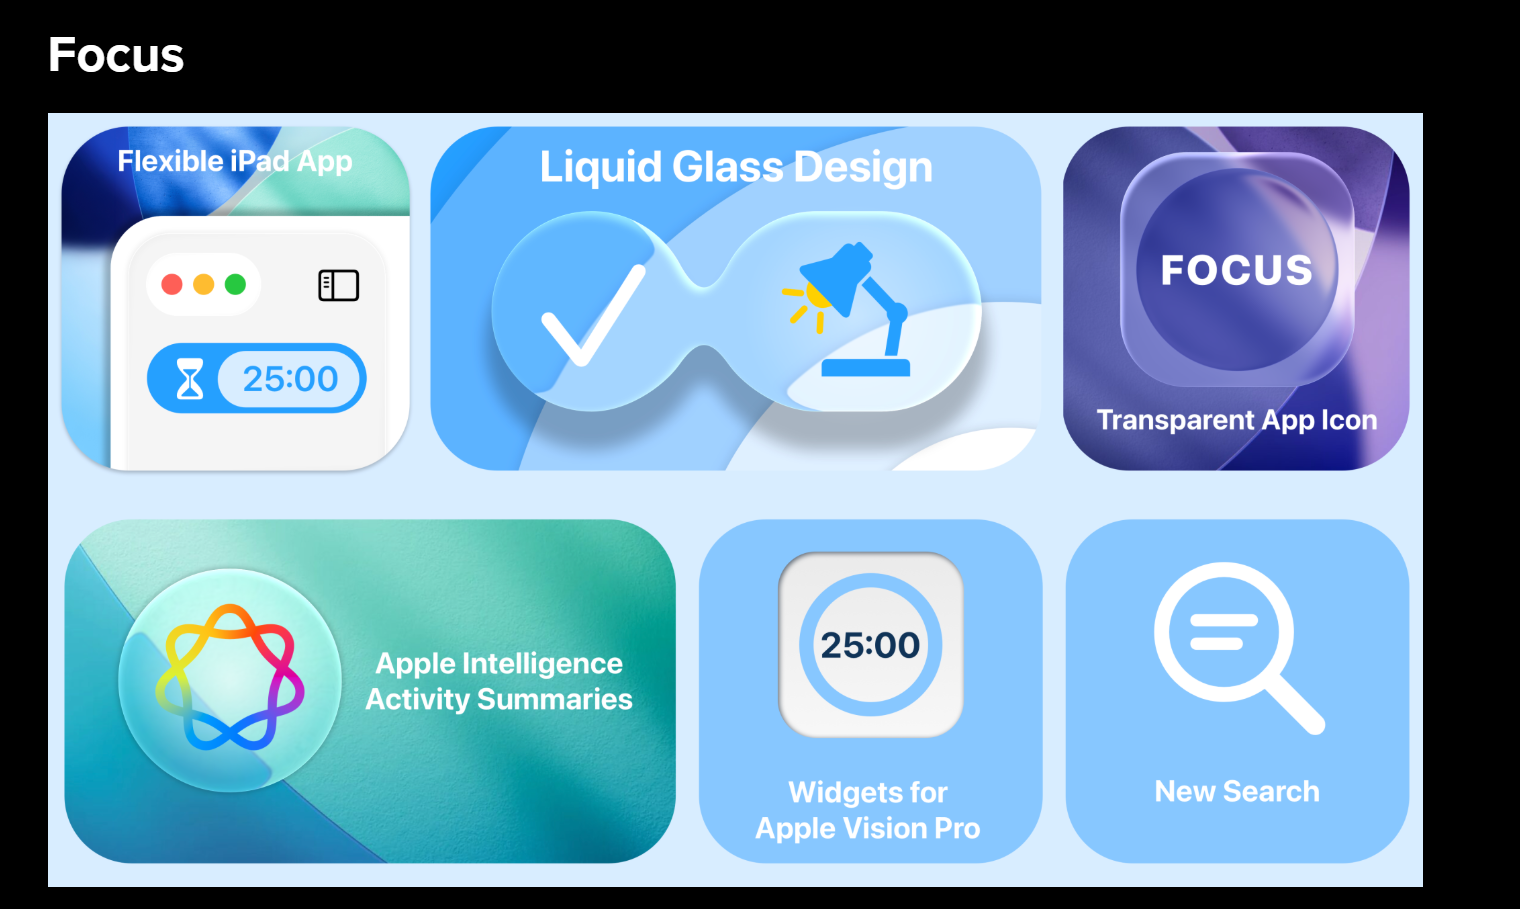 Focus
Flexible iPad App
25:00
Liquid Glass Design
FOCUS
Transparent App Icon
Apple Intelligence
Activity Summaries
25:00
Widgets for
Apple Vision Pro
New Search